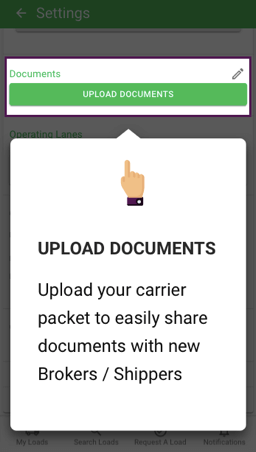 Settings
Documents
UPLOAD DOCUMENTS
Operating Lanes
UPLOAD DOCUMENTS
Upload your carrier
packet to easily share
documents with new
Brokers / Shippers
My Loads Search Loads Request A Load Notifications